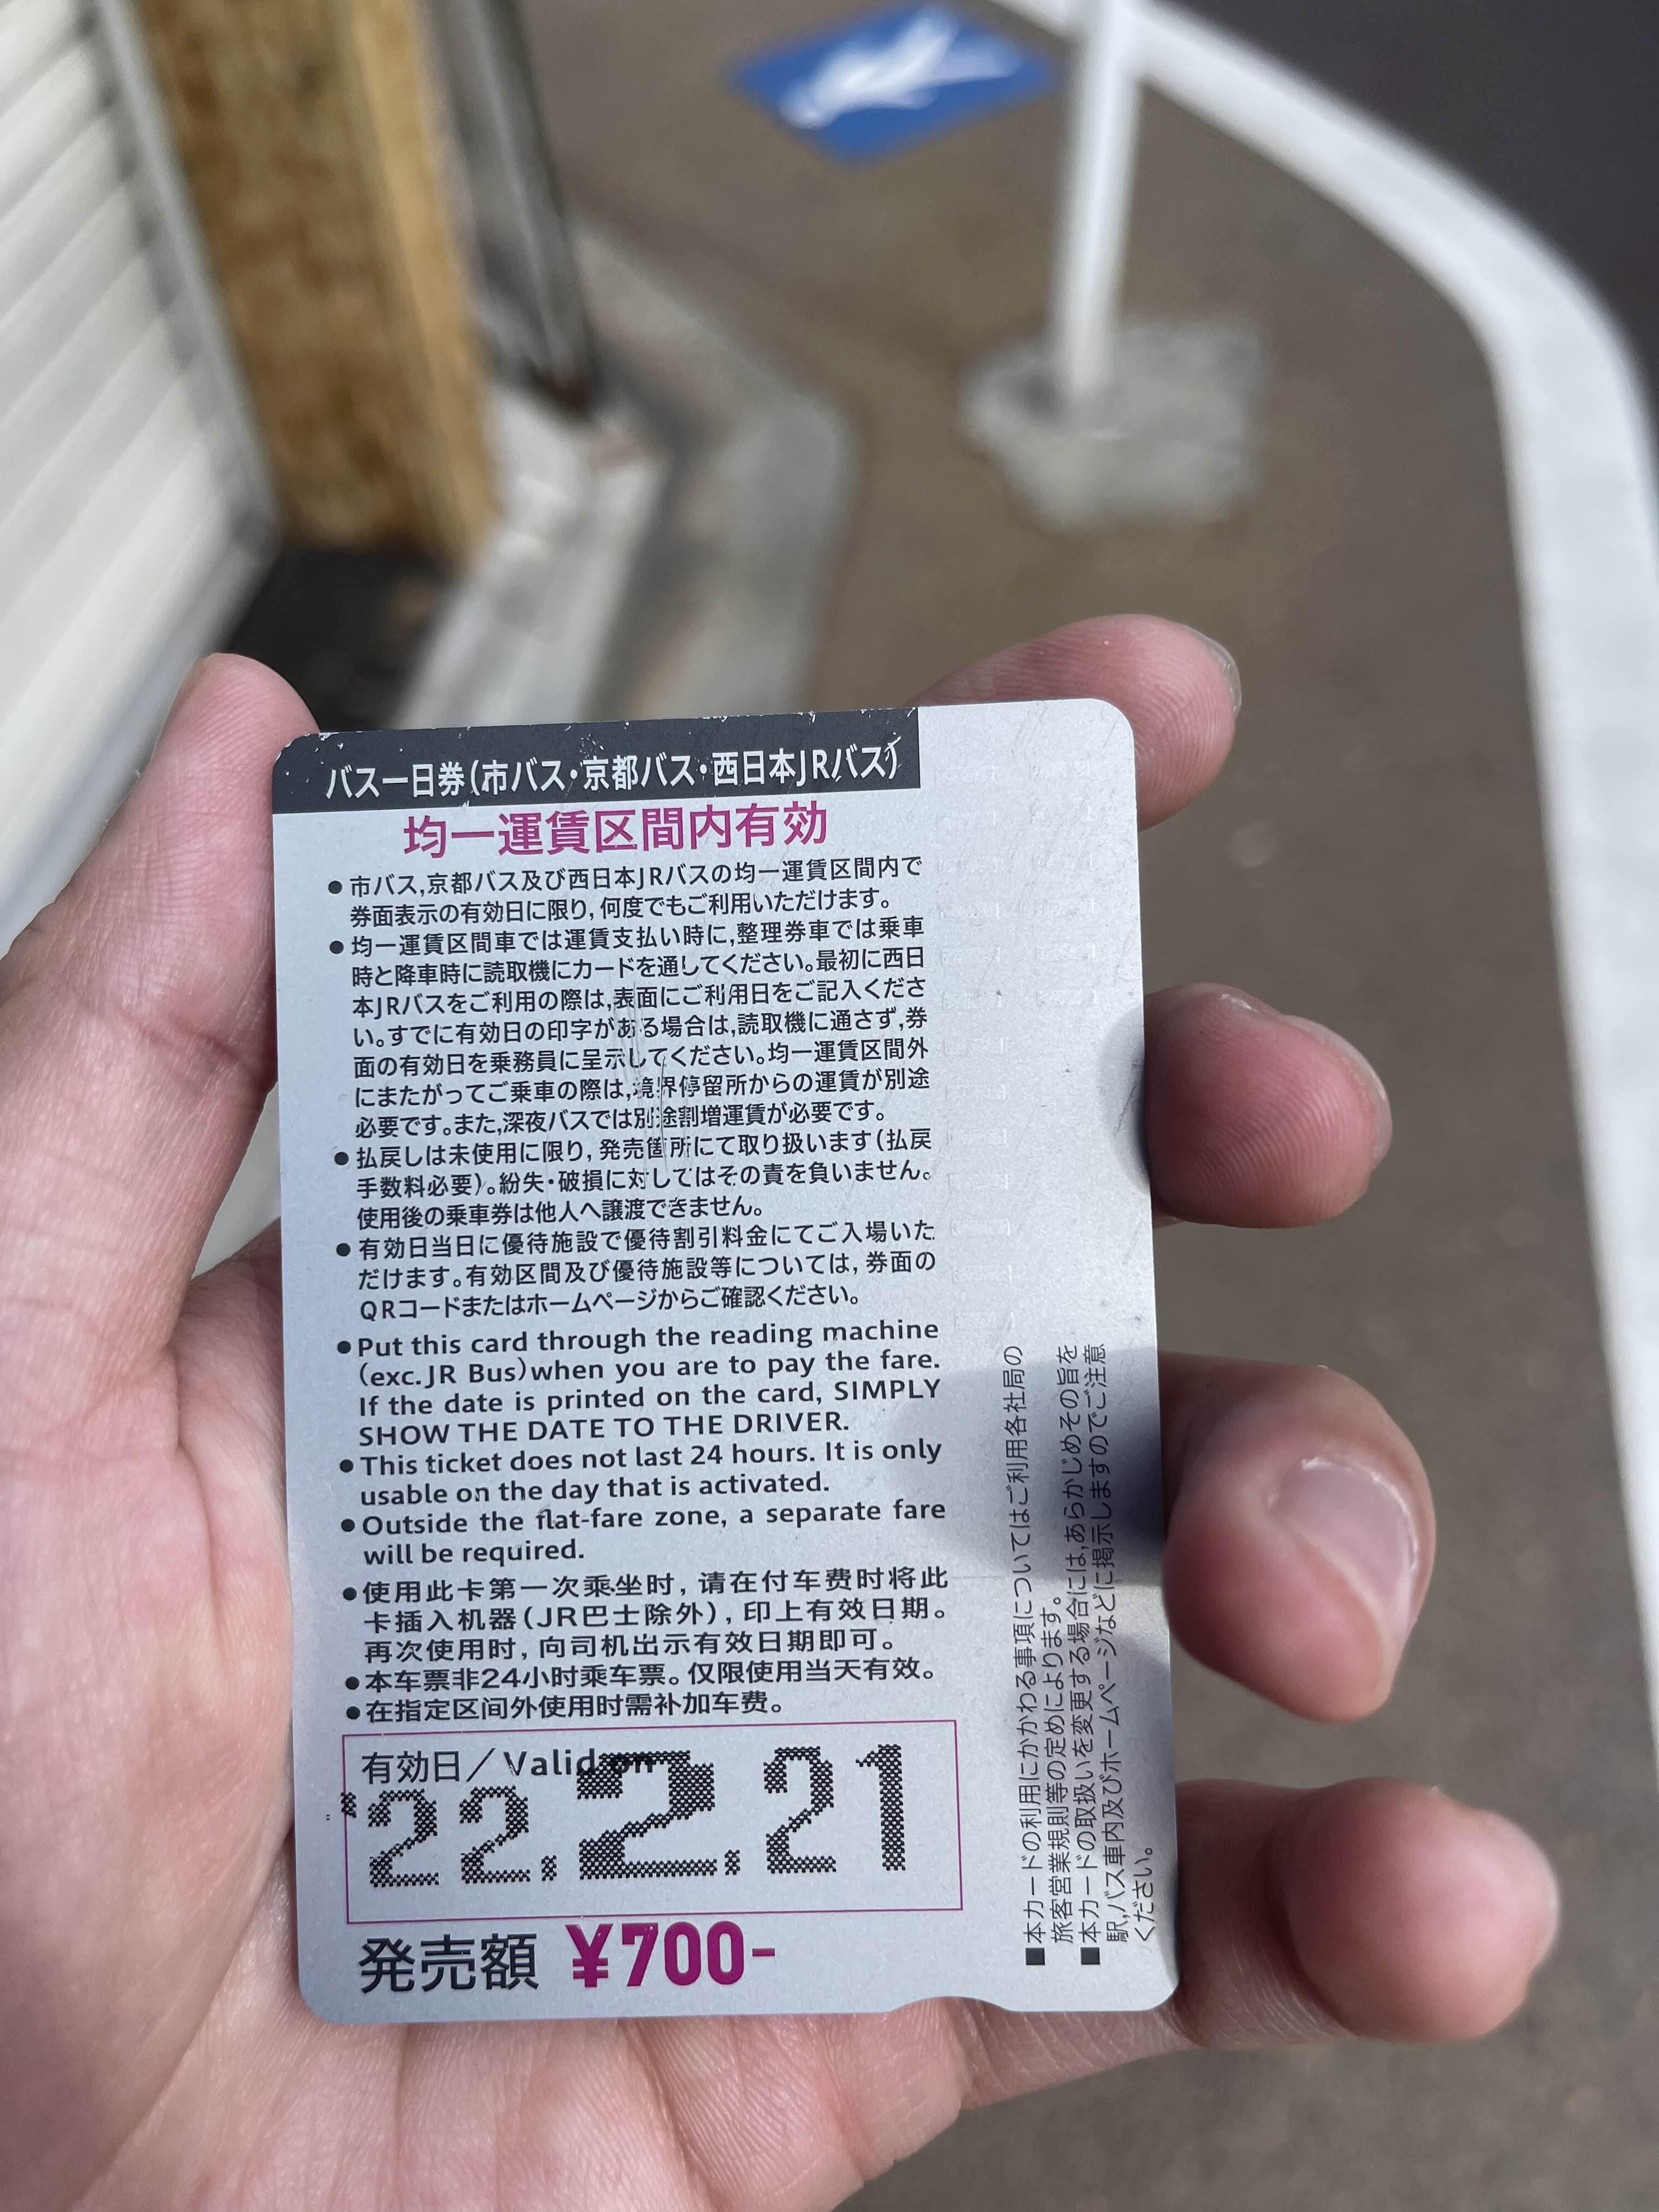 バス一日券(市バス・京都バス・西日本JRバス)
均一運賃区間内有効
●市バス,京都バス及び西日本JRバスの均一運賃区間内で
券面表示の有効日に限り,何度でもご利用いただけます。
●均一運賃区間車では運賃支払い時に,整理券車では乗車
時と降車時に読取機にカードを通してください。最初に西日
本JRバスをご利用の際は,表面にご利用日をご記入くださ
い。すでに有効日の印字がある場合は,読取機に通さず,券
面の有効日を乗務員に呈示してください。均一運賃区間外
にまたがってご乗車の際は,境界停留所からの運賃が別途
必要です。また,深夜バスでは別途割増運賃が必要です。
●払戻しは未使用に限り,発売箇所にて取り扱います(払戻
手数料必要)。紛失・破損に対してはその責を負いません。
使用後の乗車券は他人へ譲渡できません。
●有効日当日に優待施設で優待割引料金にてご入場いた
だけます。有効区間及び優待施設等については,券面の
QRコードまたはホームページからご確認ください。
●Put this card through the reading machine
(exc.JR Bus)when you are to pay the fare.
If the date is printed on the card, SIMPLY
SHOW THE DATE TO THE DRIVER.
●This ticket does not last 24 hours. It is only
usable on the day that is activated.
●Outside the flat-fare zone, a separate fare
will be required.
●使用此卡第一次乘坐时,请在付车费时将此
卡插入机器(JR巴士除外),印上有效日期。
再次使用时,向司机出示有效日期即可。
●本车票非24小时乘车票。仅限使用当天有效。
●在指定区间外使用时需补加车费。
有効日/Valid on
'22.2.21
発売額 ¥700-
■本カードの利用にかかわる事項についてはご利用各社局の
旅客営業規則等の定めによります。
■本カードの取扱いを変更する場合には,あらかじめその旨を
駅,バス車内及びホームページなどに掲示しますのでご注意
ください。